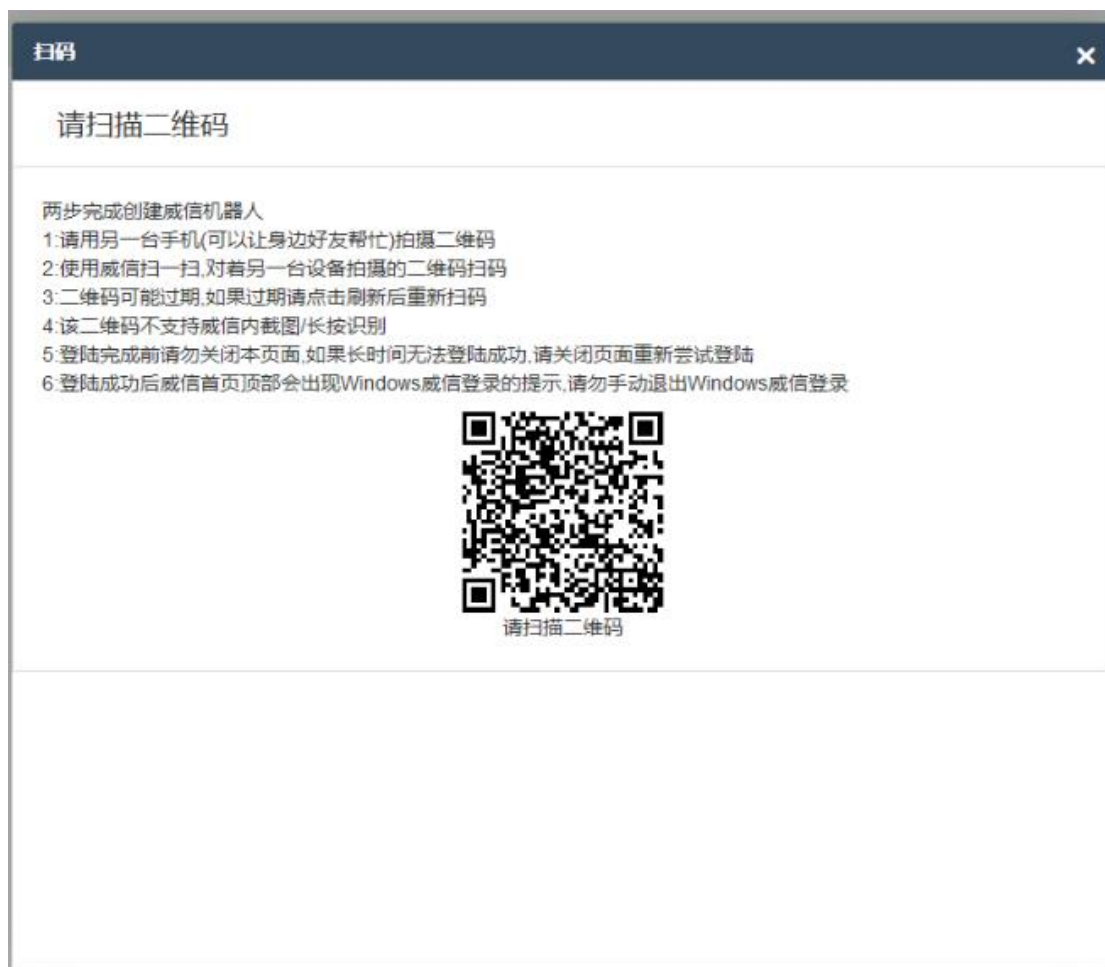 扫码
请扫描二维码
两步完成创建威信机器人
1:请用另一台手机(可以让身边好友帮忙)拍摄二维码
2:使用威信扫一扫,对着另一台设备拍摄的二维码扫码
3:二维码可能过期,如果过期请点击刷新后重新扫码
4:该二维码不支持威信内截图/长按识别
5:登陆完成前请勿关闭本页面,如果长时间无法登陆成功,请关闭页面重新尝试登陆
6:登陆成功后威信首页顶部会出现Windows威信登录的提示,请勿手动退出Windows威信登录
请扫描二维码